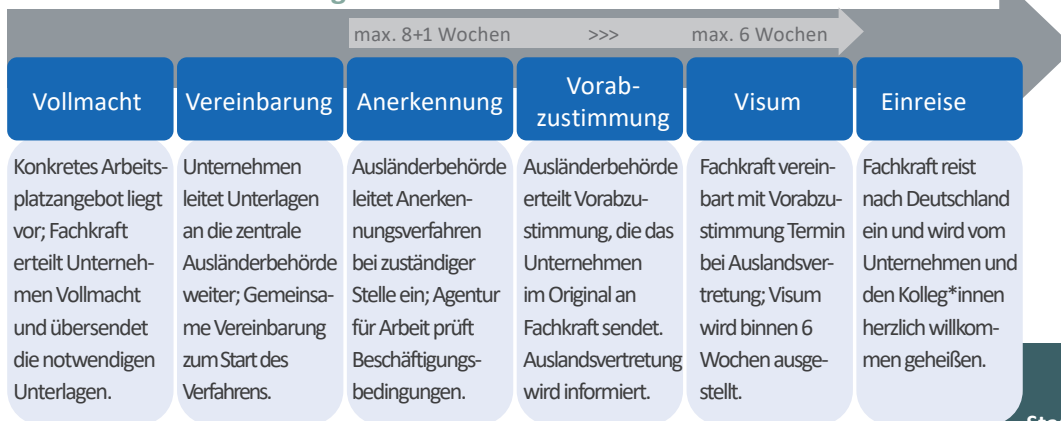 max. 8+1 Wochen >>> max. 6 Wochen
Vollmacht
Vereinbarung
Anerkennung
Vorab-
zustimmung
Visum
Einreise
Konkretes Arbeits-
platzangebot liegt
vor; Fachkraft
erteilt Unterneh-
men Vollmacht
und übersendet
die notwendigen
Unterlagen.
Unternehmen
leitet Unterlagen
an die zentrale
Ausländerbehörde
weiter; Gemeinsa-
me Vereinbarung
zum Start des
Verfahrens.
Ausländerbehörde
leitet Anerken-
nungsverfahren
bei zuständiger
Stelle ein; Agentur
für Arbeit prüft
Beschäftigungs-
bedingungen.
Ausländerbehörde
erteilt Vorabzu-
stimmung, die das
Unternehmen
im Original an
Fachkraft sendet.
Auslandsvertretung
wird informiert.
Fachkraft verein-
bart mit Vorabzu-
stimmung Termin
bei Auslandsver-
tretung; Visum
wird binnen 6
Wochen ausge-
stellt.
Fachkraft reist
nach Deutschland
ein und wird vom
Unternehmen und
den Kolleg*innen
herzlich willkom-
men geheißen.